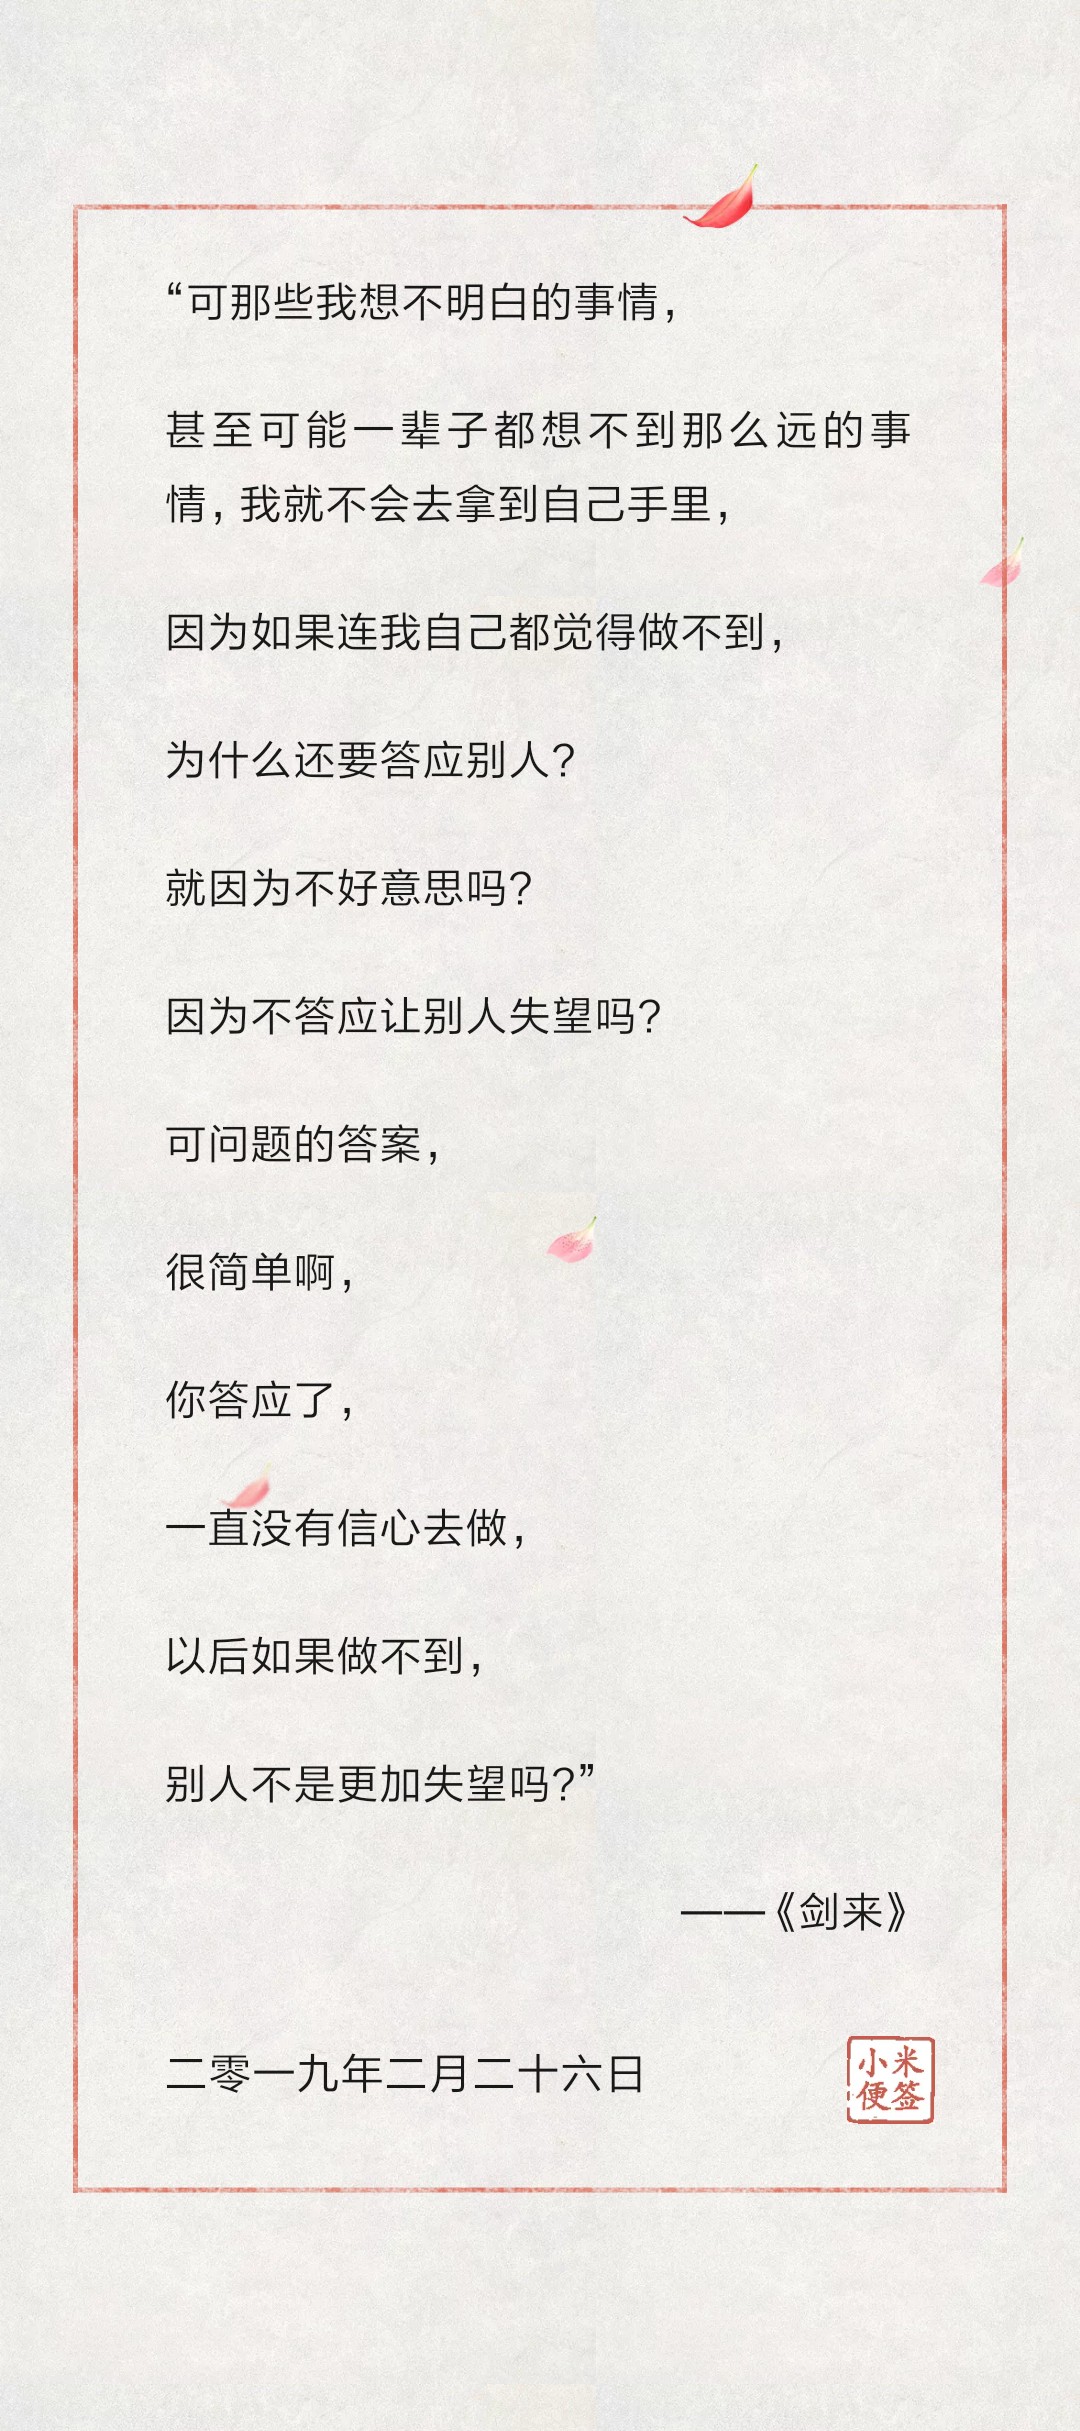 “可那些我想不明白的事情，
甚至可能一辈子都想不到那么远的事
情，我就不会去拿到自己手里，
因为如果连我自己都觉得做不到，
为什么还要答应别人？
就因为不好意思吗？
因为不答应让别人失望吗？
可问题的答案，
很简单啊，
你答应了，
一直没有信心去做，
以后如果做不到，
别人不是更加失望吗？”
——《剑来》
二零一九年二月二十六日
小米
便签